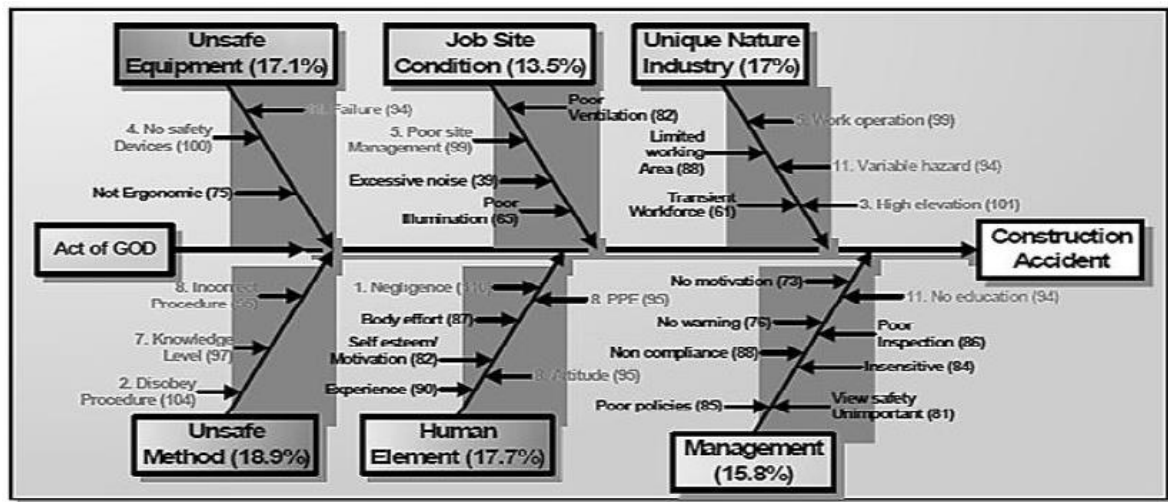 Unsafe
Equipment (17.1%)
Job Site
Condition (13.5%)
Unique Nature
Industry (17%)
Failure (94)
4. No safety
Devices (100)
Not Ergonomic (75)
Poor
Ventilation (82)
5. Poor site
Management (99)
Excessive noise (39)
Poor
Illumination (65)
Work operation (99)
Limited
working
Area (88)
11. Variable hazard (94)
Transient
Workforce (61)
3. High elevation (101)
Act of GOD
Construction
Accident
8. Incorrect
Procedure
7. Knowledge
Level (97)
2. Disobey
Procedure (104)
1. Negligence
8. PPE (95)
Body effort (87)
Self esteem/
Motivation (82)
Attitude (95)
Experience (90)
No motivation (73)
11. No education (94)
No warning (76)
Poor
Inspection (86)
Non compliance (88)
Insensitive (84)
Poor policies (85)
View safety
Unimportant (81)
Unsafe
Method (18.9%)
Human
Element (17.7%)
Management
(15.8%)